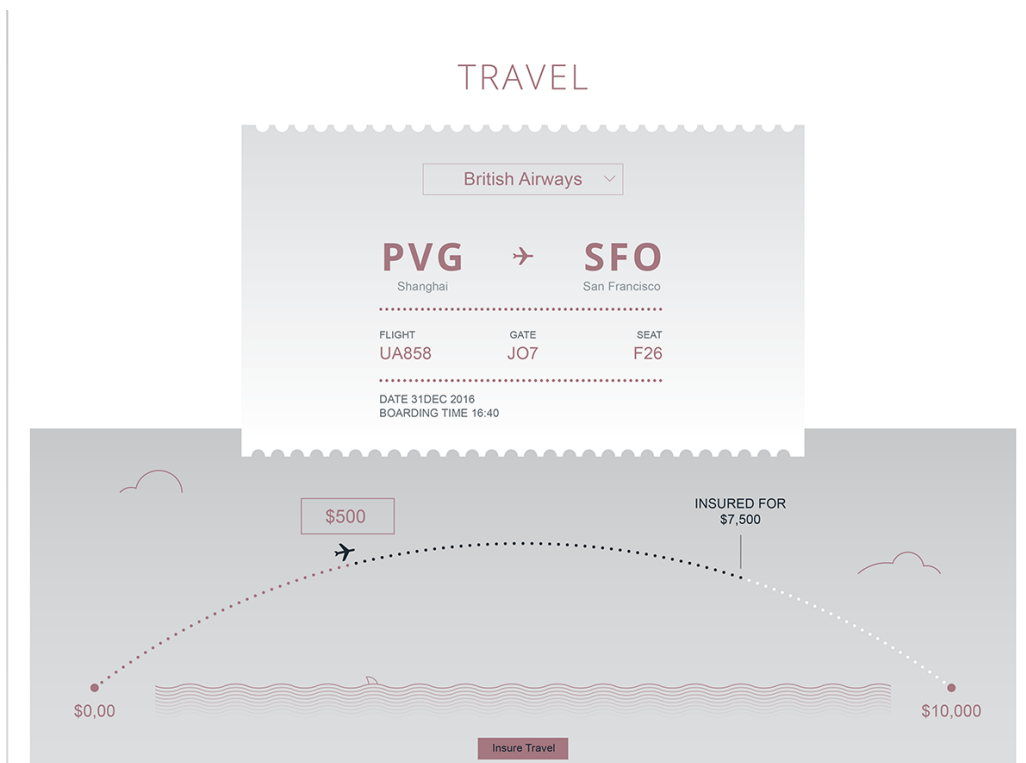 TRAVEL
British Airways
PVG SFO
Shanghai San Francisco
FLIGHT GATE SEAT
UA858 JO7 F26
DATE 31DEC 2016
BOARDING TIME 16:40
$500
INSURED FOR
$7,500
$0,00 $10,000
Insure Travel